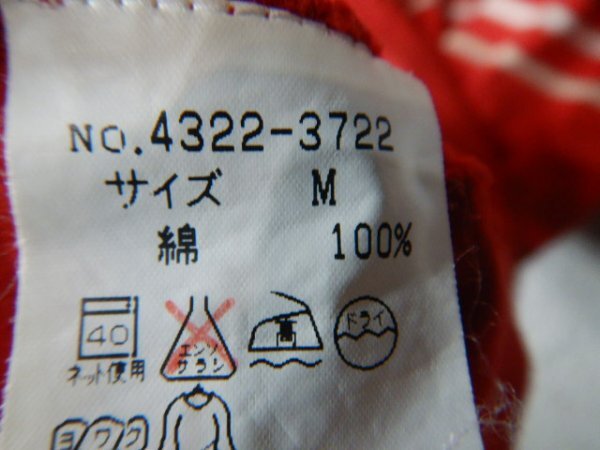 NO.4322-3722
サイズ M
綿 100%
40 エンソ ドライ
サラシ
ネット使用
ヨワク